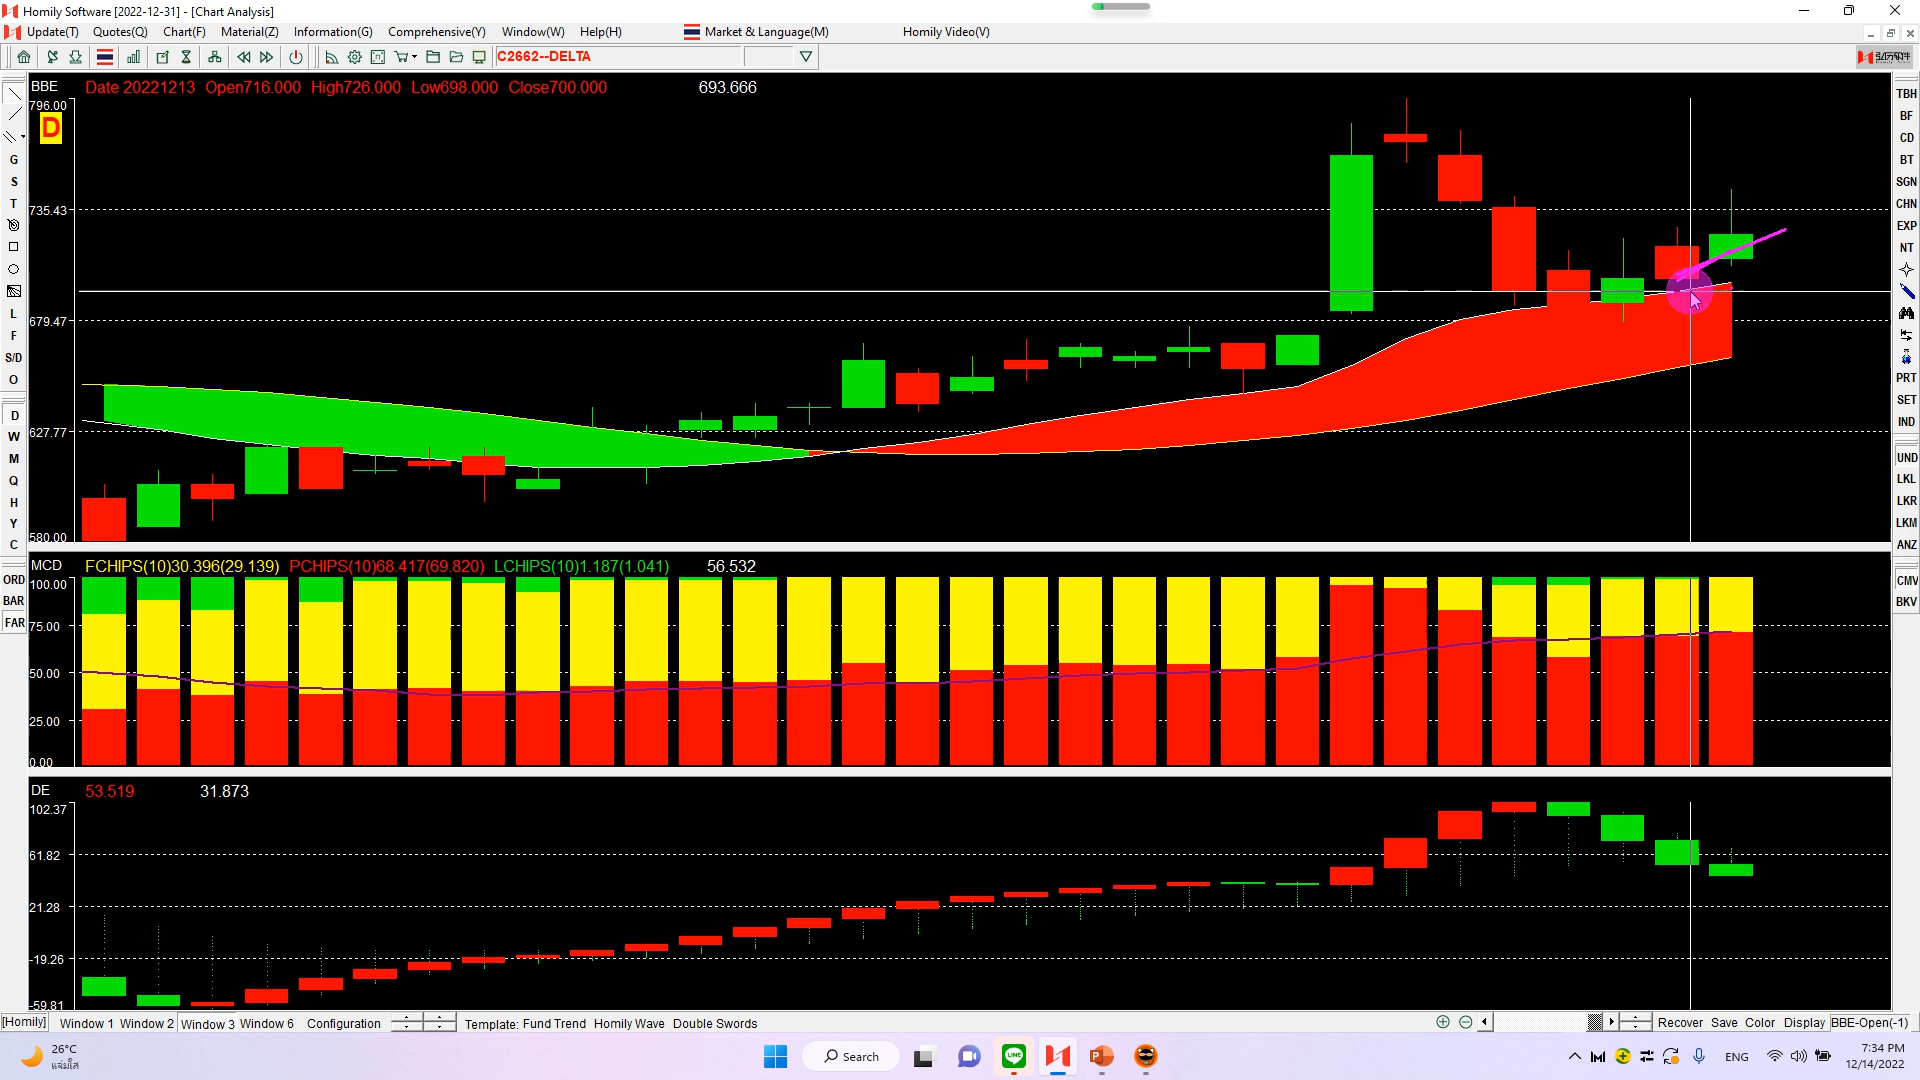 Homily Software [2022-12-31] - [Chart Analysis]
Update(T) Quotes(Q) Chart(F) Material(Z) Information(G) Comprehensive(Y) Window(W) Help(H) Market & Language(M) Homily Video(V)
C2662--DELTA
BBE Date 20221213 Open716.000 High726.000 Low698.000 Close700.000 693.666
796.00
D
735.43
679.47
627.77
580.00
MCD FCHIPS(10)30.396(29.139) PCHIPS(10)68.417(69.820) LCHIPS(10)1.187(1.041) 56.532
100.00
75.00
50.00
25.00
0.00
DE 53.519 31.873
102.37
61.82
21.28
-19.26
-59.81
G
S
T
L
F
S/D
O
D
W
M
Q
H
Y
C
ORD
BAR
FAR
TBH
BF
CD
BT
SGN
CHN
EXP
NT
PRT
SET
IND
UND
LKL
LKR
LKM
ANZ
CMV
BKV
[Homily] Window 1 Window 2 Window 3 Window 6 Configuration Template: Fund Trend Homily Wave Double Swords Recover Save Color Display BBE-Open(-1)
26°C
แจ่มใส
Search
ENG
7:34 PM
12/14/2022